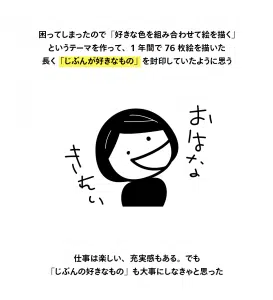 困ってしまったので「好きな色を組み合わせて絵を描く」
というテーマを作って、1年間で76枚絵を描いた
長く「じぶんが好きなもの」を封印していたように思う
おはな
きれい
仕事は楽しい、充実感もある。でも
「じぶんの好きなもの」も大事にしなきゃと思った